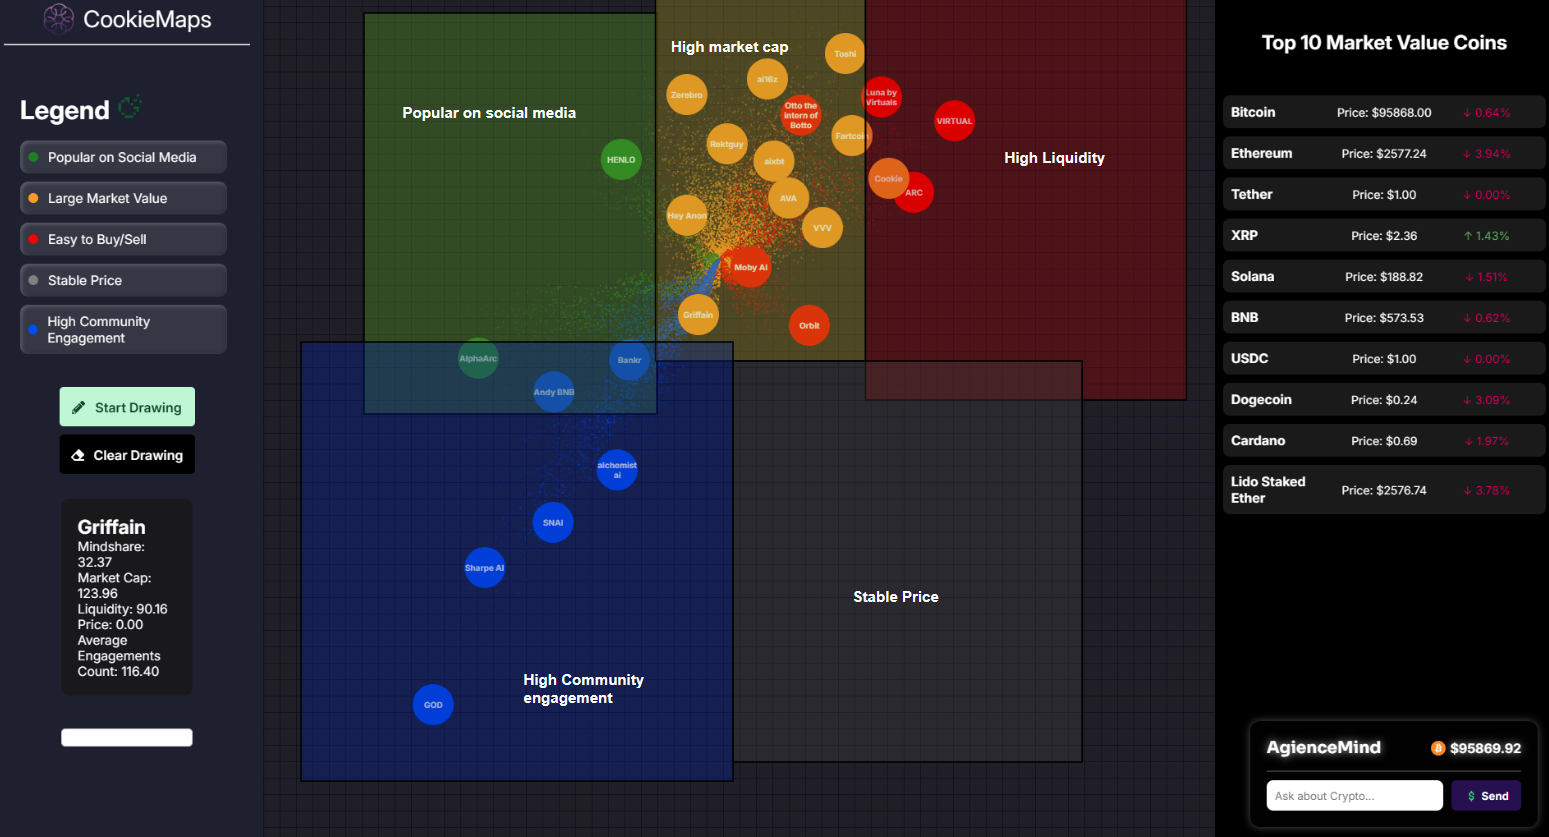 CookieMaps
Legend
Popular on Social Media
Large Market Value
Easy to Buy/Sell
Stable Price
High Community
Engagement
Start Drawing
Clear Drawing
Griffain
Mindshare:
32.37
Market Cap:
123.96
Liquidity: 90.16
Price: 0.00
Average
Engagements
Count: 116.40
Popular on social media
High market cap
High Liquidity
Stable Price
High Community
engagement
Toshi
ai16z
Zerebro
Otto the
intern of
Botto
Luna by
Virtuals
VIRTUAL
Fartcoin
Rektguy
aixbt
HENLO
Cookie
ARC
AVA
Hey Anon
VVV
Moby AI
Griffain
Orbit
AlphaArc
Bankr
Andy BNB
alchemist
ai
SNAI
Sharpe AI
GOD
Top 10 Market Value Coins
Bitcoin Price: $95868.00 ↓ 0.64%
Ethereum Price: $2577.24 ↓ 3.94%
Tether Price: $1.00 ↓ 0.00%
XRP Price: $2.36 ↑ 1.43%
Solana Price: $188.82 ↓ 1.51%
BNB Price: $573.53 ↓ 0.62%
USDC Price: $1.00 ↓ 0.00%
Dogecoin Price: $0.24 ↓ 3.09%
Cardano Price: $0.69 ↓ 1.97%
Lido Staked
Ether Price: $2576.74 ↓ 3.78%
AgienceMind ₿ $95869.92
Ask about Crypto...
$ Send